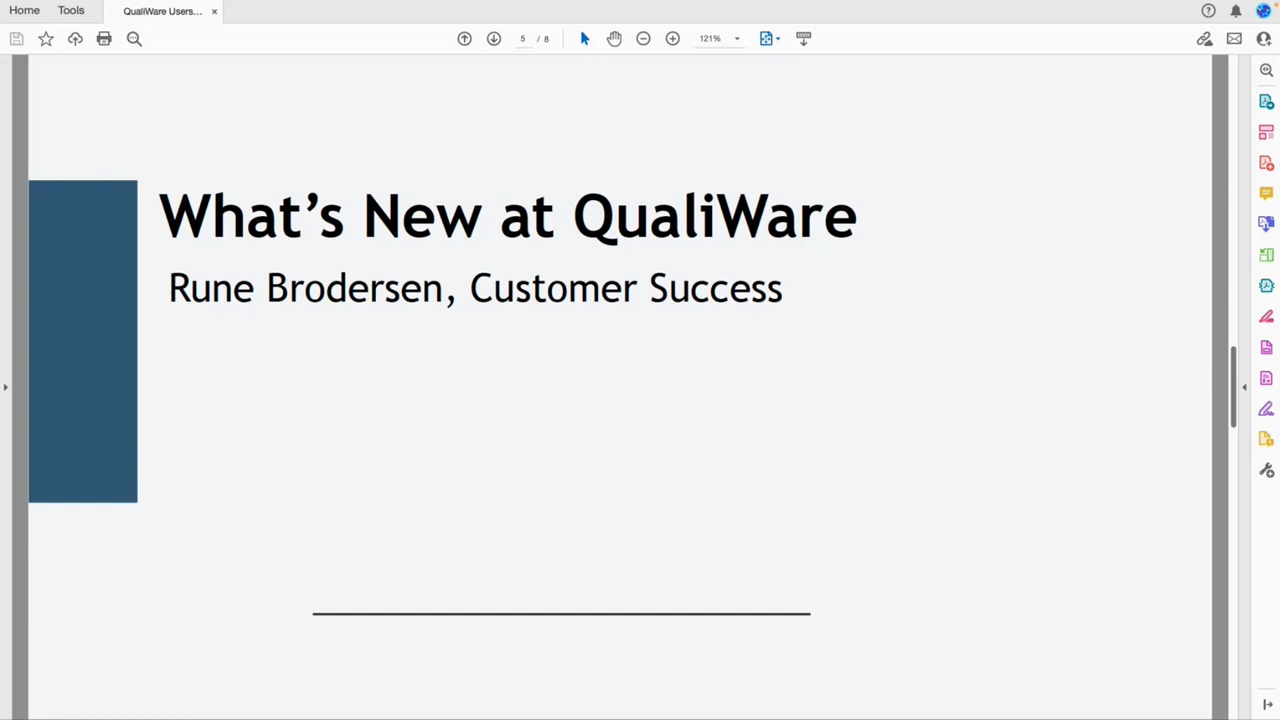 Home Tools QualiWare Users... ×
5 / 8 121%
What's New at QualiWare
Rune Brodersen, Customer Success